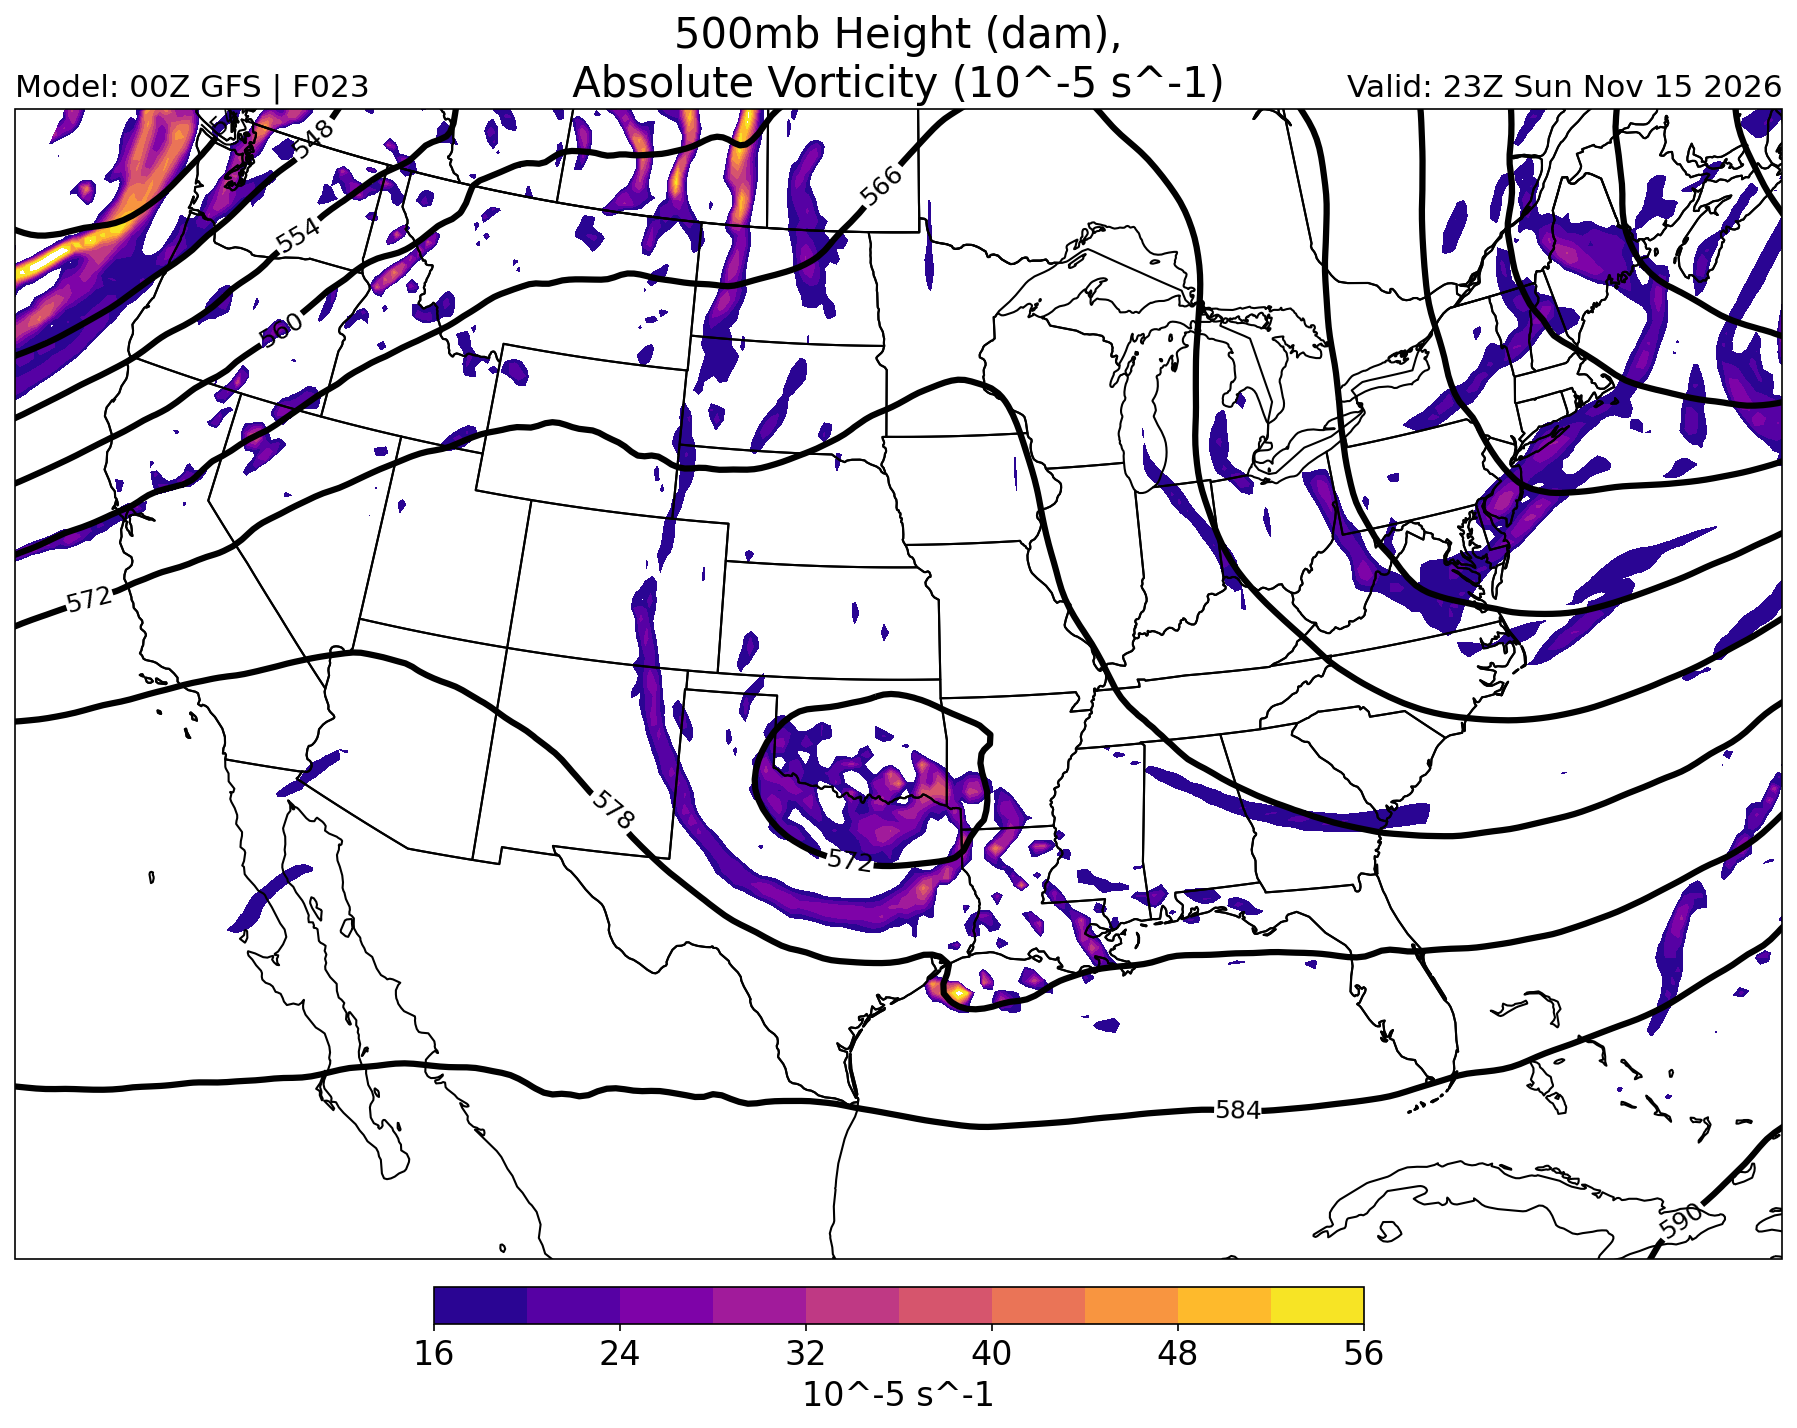 500mb Height (dam),
Absolute Vorticity (10^-5 s^-1)
Model: 00Z GFS | F023
Valid: 23Z Sun Nov 15 2026
548
554
560
566
572
578
572
584
590
16 24 32 40 48 56
10^-5 s^-1